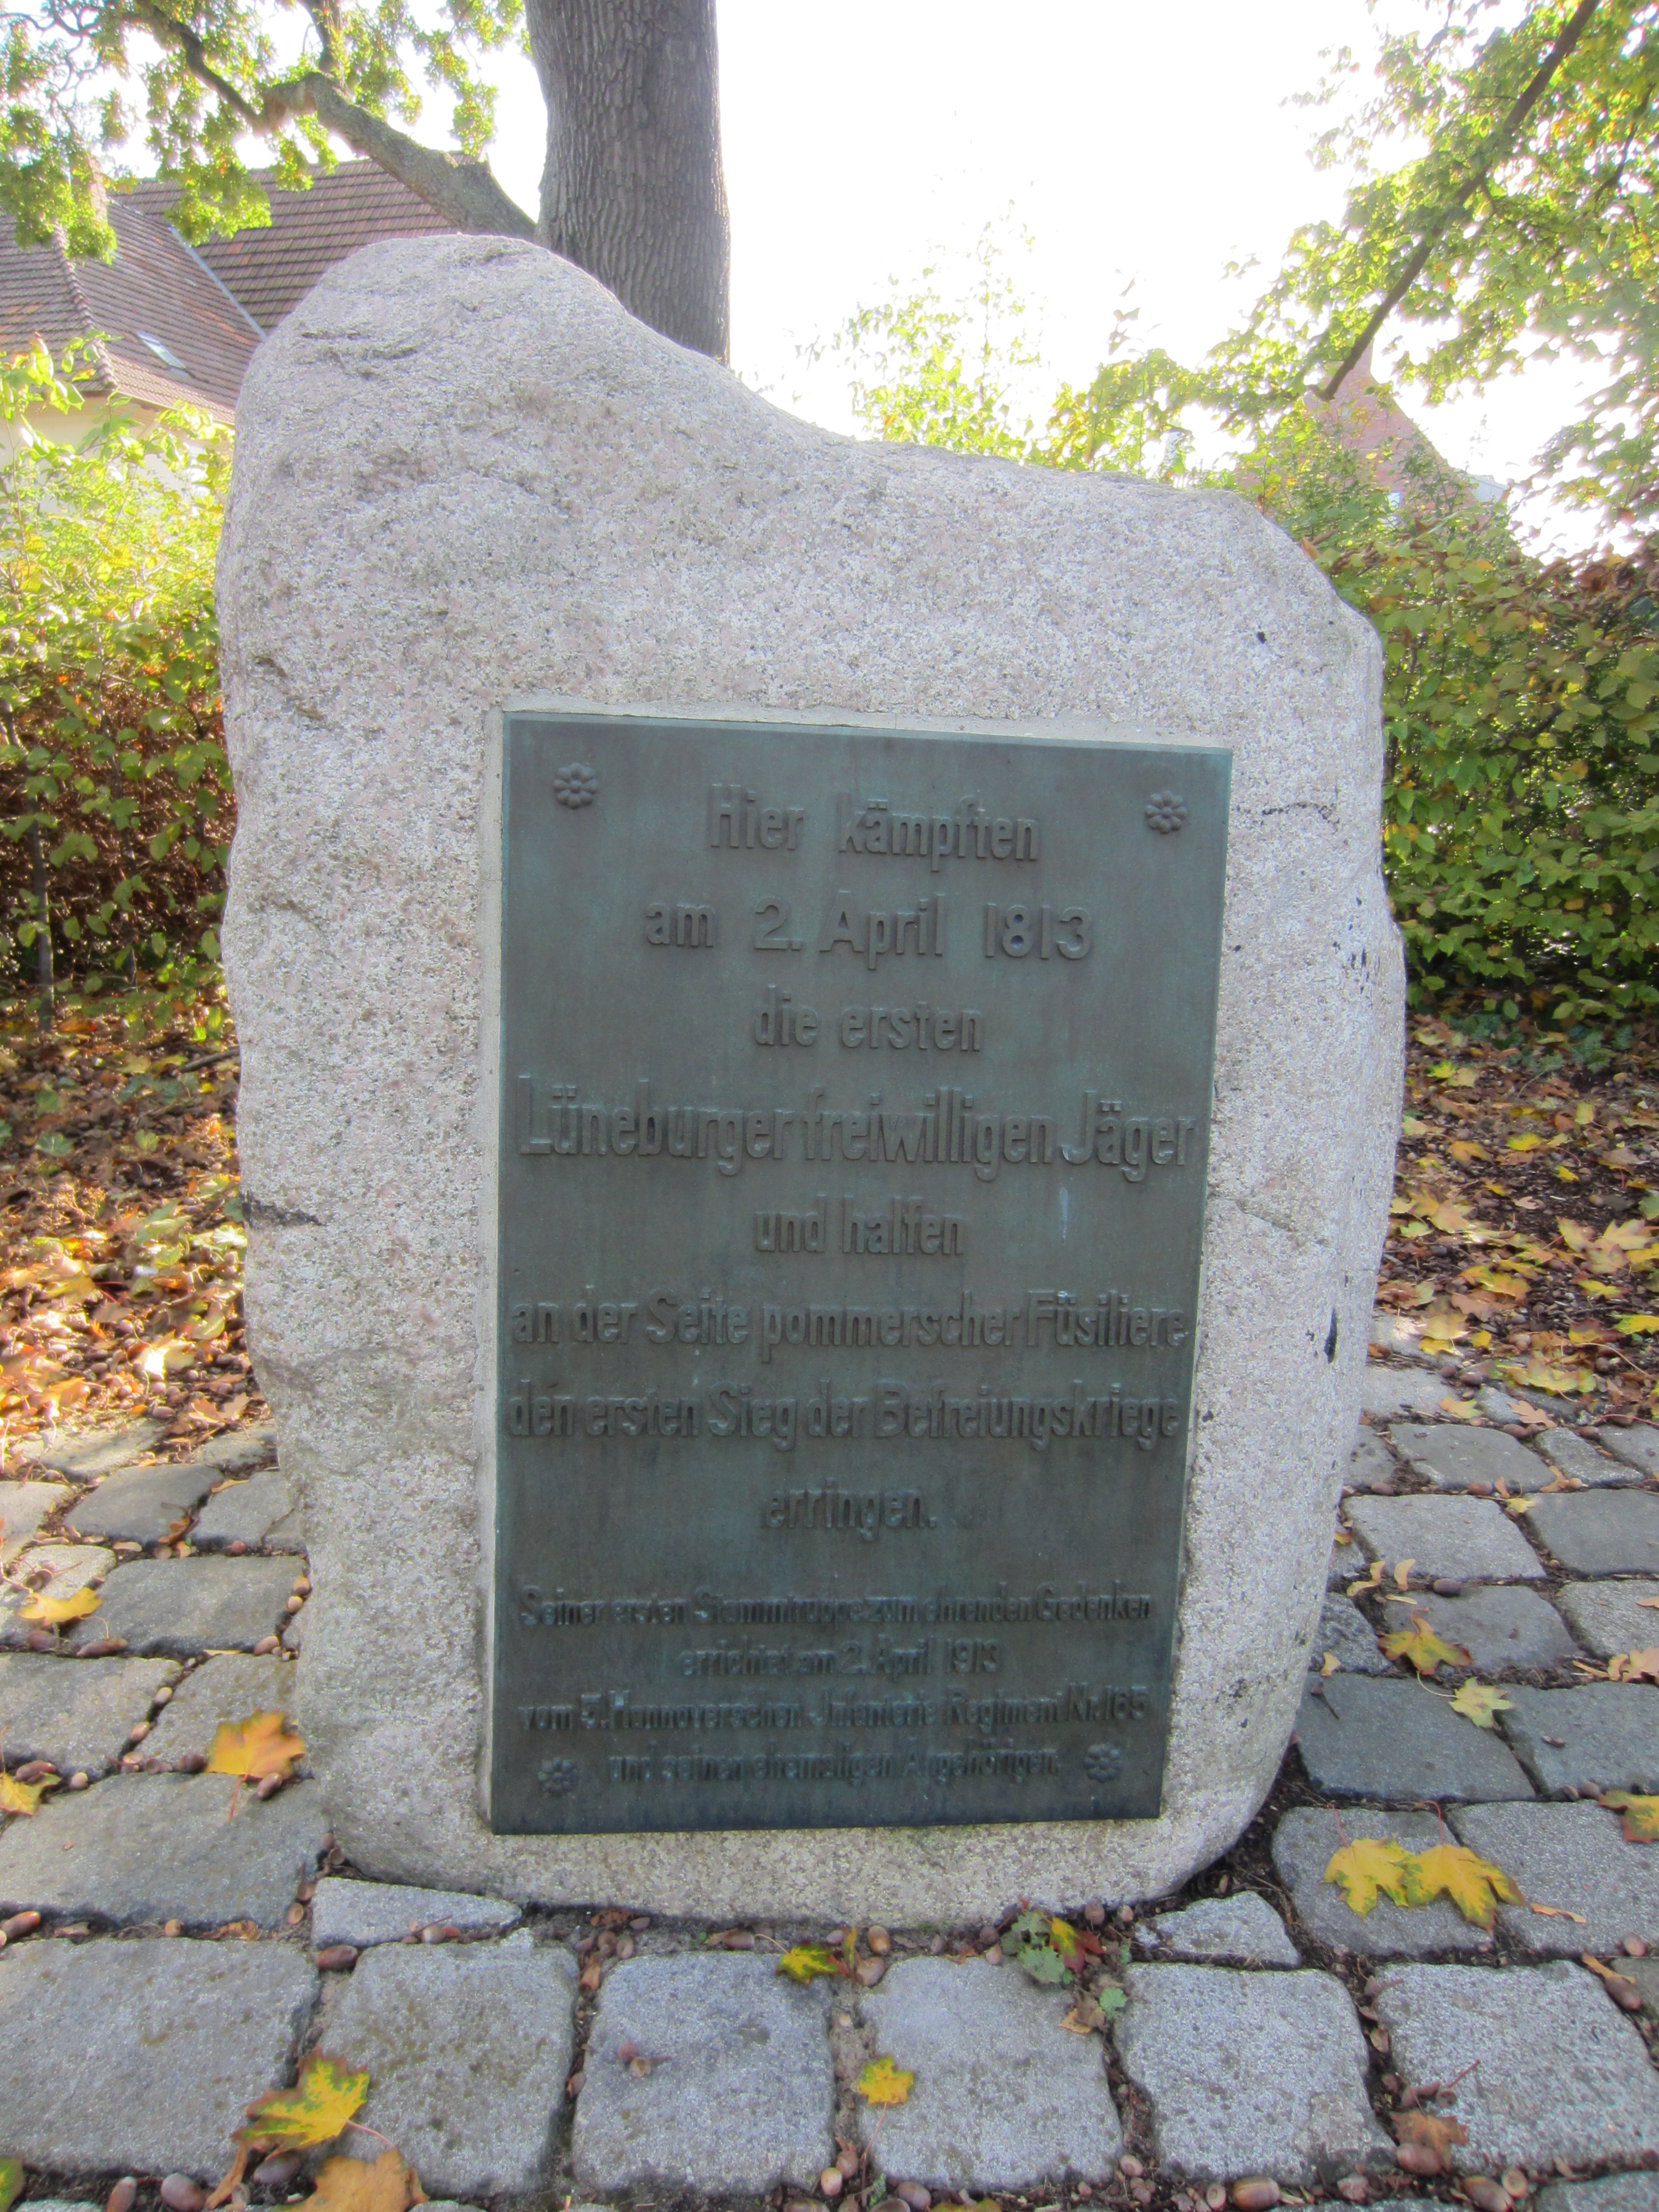 Hier kämpften
am 2. April 1813
die ersten
Lüneburger freiwilligen Jäger
und halfen
an der Seite pommerscher Füsiliere
den ersten Sieg der Befreiungskriege
erringen.
Seiner ersten Stammtruppe zum ehrenden Gedenken
errichtet am 2. April 1913
vom 5. Hannoverschen Infanterie Regiment Nr. 165
und seinen ehemaligen Angehörigen.